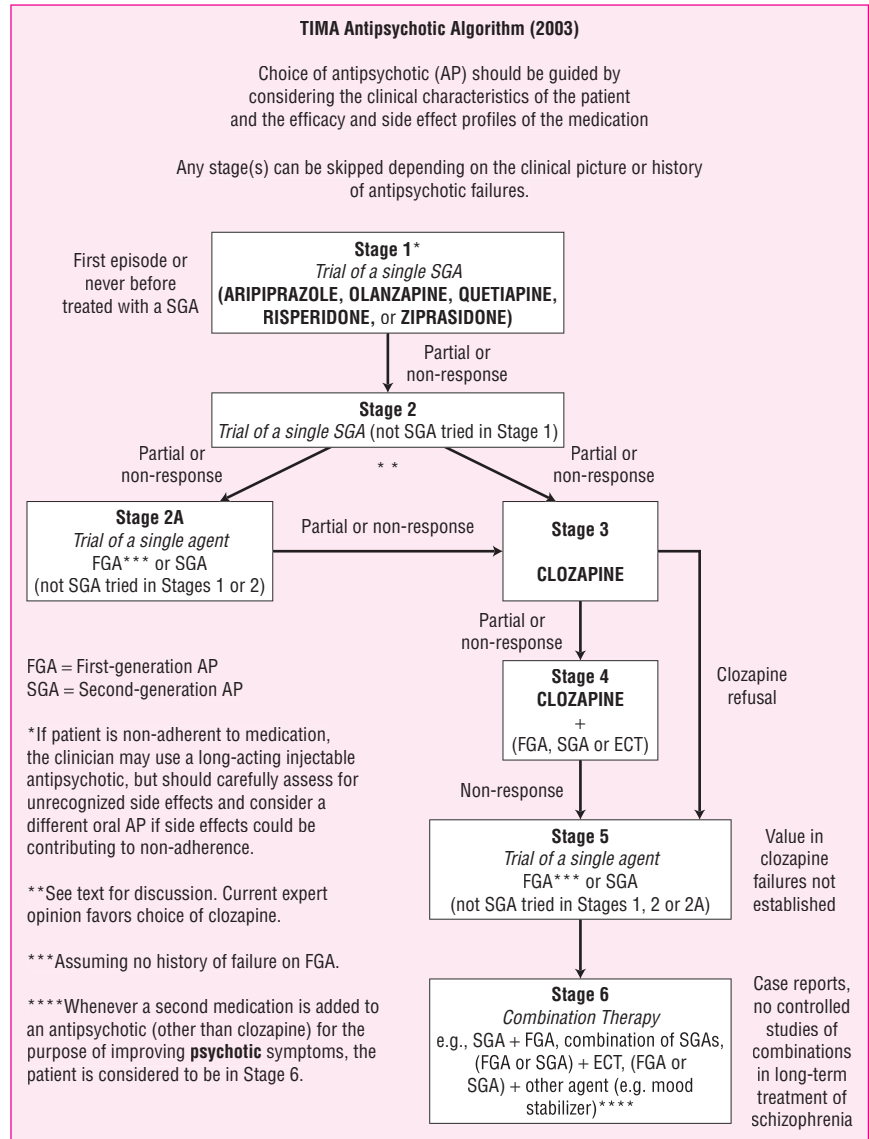 TIMA Antipsychotic Algorithm (2003)
Choice of antipsychotic (AP) should be guided by
considering the clinical characteristics of the patient
and the efficacy and side effect profiles of the medication
Any stage(s) can be skipped depending on the clinical picture or history
of antipsychotic failures.
First episode or
never before
treated with a SGA
Stage 1*
Trial of a single SGA
(ARIPIPRAZOLE, OLANZAPINE, QUETIAPINE,
RISPERIDONE, or ZIPRASIDONE)
Partial or
non-response
Stage 2
Trial of a single SGA (not SGA tried in Stage 1)
Partial or
non-response
* *
Partial or
non-response
Stage 2A
Trial of a single agent
FGA*** or SGA
(not SGA tried in Stages 1 or 2)
Partial or non-response
Stage 3
CLOZAPINE
Partial or
non-response
Clozapine
refusal
Stage 4
CLOZAPINE
+
(FGA, SGA or ECT)
Non-response
Stage 5
Trial of a single agent
FGA*** or SGA
(not SGA tried in Stages 1, 2 or 2A)
Value in
clozapine
failures not
established
Stage 6
Combination Therapy
e.g., SGA + FGA, combination of SGAs,
(FGA or SGA) + ECT, (FGA or
SGA) + other agent (e.g. mood
stabilizer)****
Case reports,
no controlled
studies of
combinations
in long-term
treatment of
schizophrenia
FGA = First-generation AP
SGA = Second-generation AP
*If patient is non-adherent to medication,
the clinician may use a long-acting injectable
antipsychotic, but should carefully assess for
unrecognized side effects and consider a
different oral AP if side effects could be
contributing to non-adherence.
**See text for discussion. Current expert
opinion favors choice of clozapine.
***Assuming no history of failure on FGA.
****Whenever a second medication is added to
an antipsychotic (other than clozapine) for the
purpose of improving psychotic symptoms, the
patient is considered to be in Stage 6.